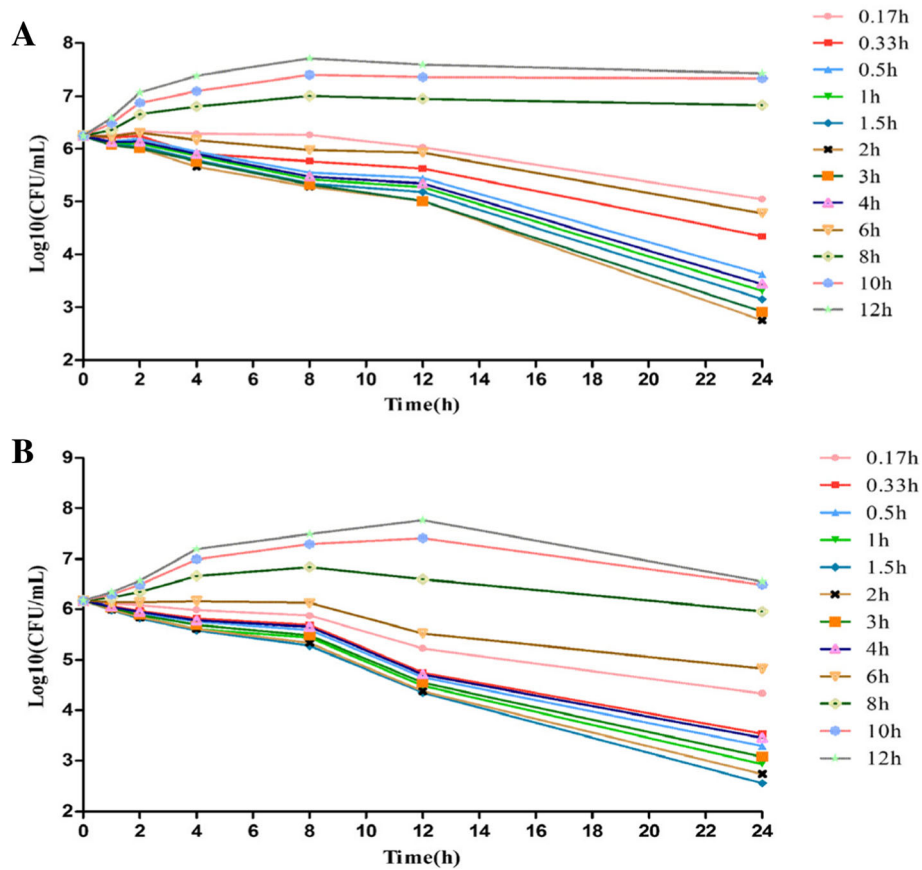 A
Log10(CFU/mL)
8
7
6
5
4
3
2
0 2 4 6 8 10 12 14 16 18 20 22 24
Time(h)
0.17h
0.33h
0.5h
1h
1.5h
2h
3h
4h
6h
8h
10h
12h
B
Log10(CFU/mL)
9
8
7
6
5
4
3
2
0 2 4 6 8 10 12 14 16 18 20 22 24
Time(h)
0.17h
0.33h
0.5h
1h
1.5h
2h
3h
4h
6h
8h
10h
12h